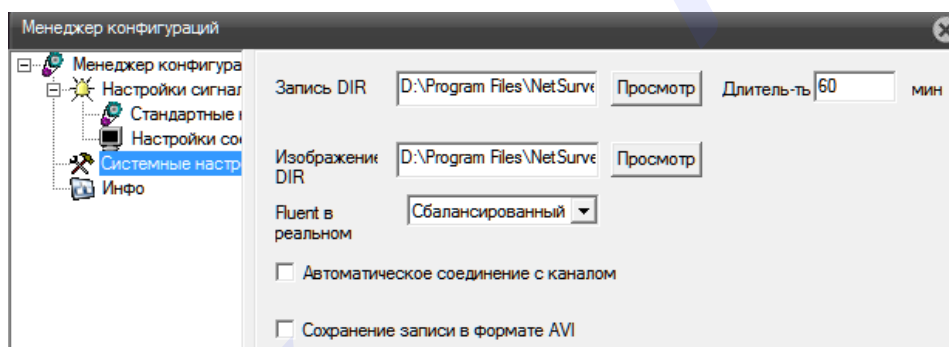 Менеджер конфигураций
Менеджер конфигура
Настройки сигнал
Стандартные
Настройки соо
Системные настр
Инфо
Запись DIR D:\Program Files\NetSurve Просмотр Длитель-ть 60 мин
Изображение DIR D:\Program Files\NetSurve Просмотр
Fluent в реальном Сбалансированный
Автоматическое соединение с каналом
Сохранение записи в формате AVI